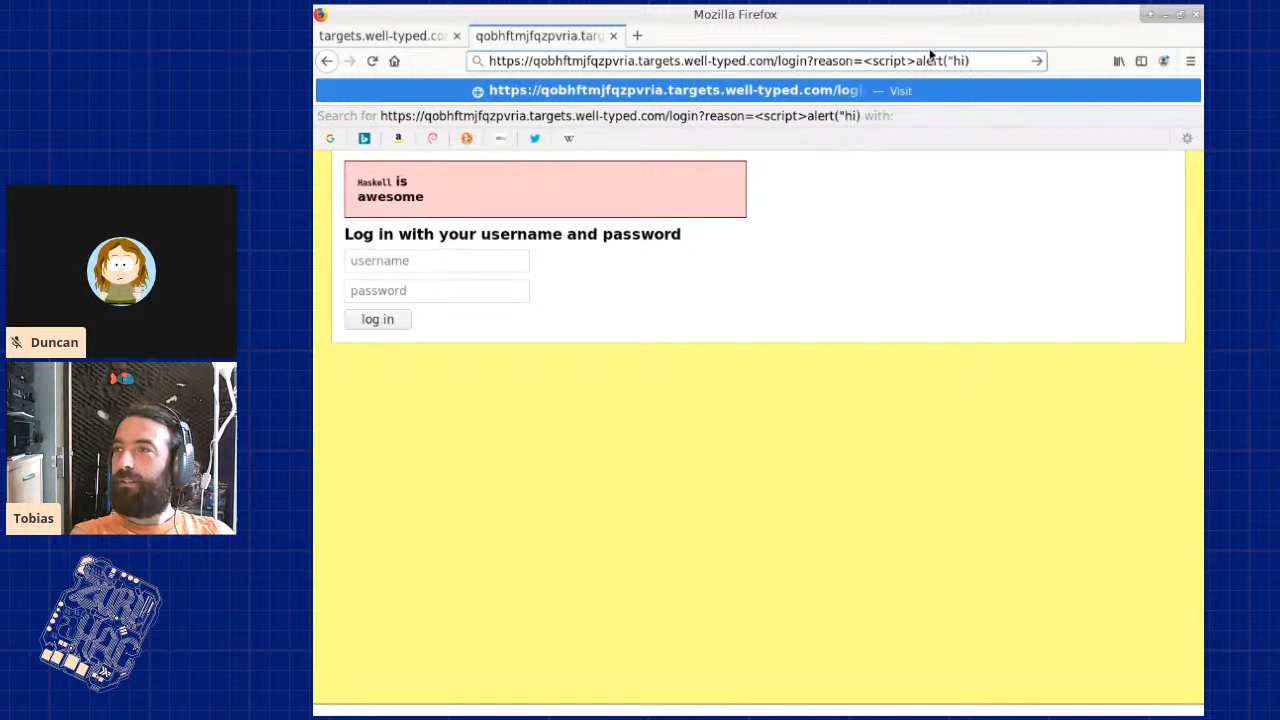 Mozilla Firefox
targets.well-typed.co
qobhftmjfqzpvria.targ
https://qobhftmjfqzpvria.targets.well-typed.com/login?reason=<script>alert("hi)
https://qobhftmjfqzpvria.targets.well-typed.com/logi — Visit
Search for https://qobhftmjfqzpvria.targets.well-typed.com/login?reason=<script>alert("hi) with:
Haskell is
awesome
Log in with your username and password
username
password
log in
Duncan
Tobias
ZURI
HAC